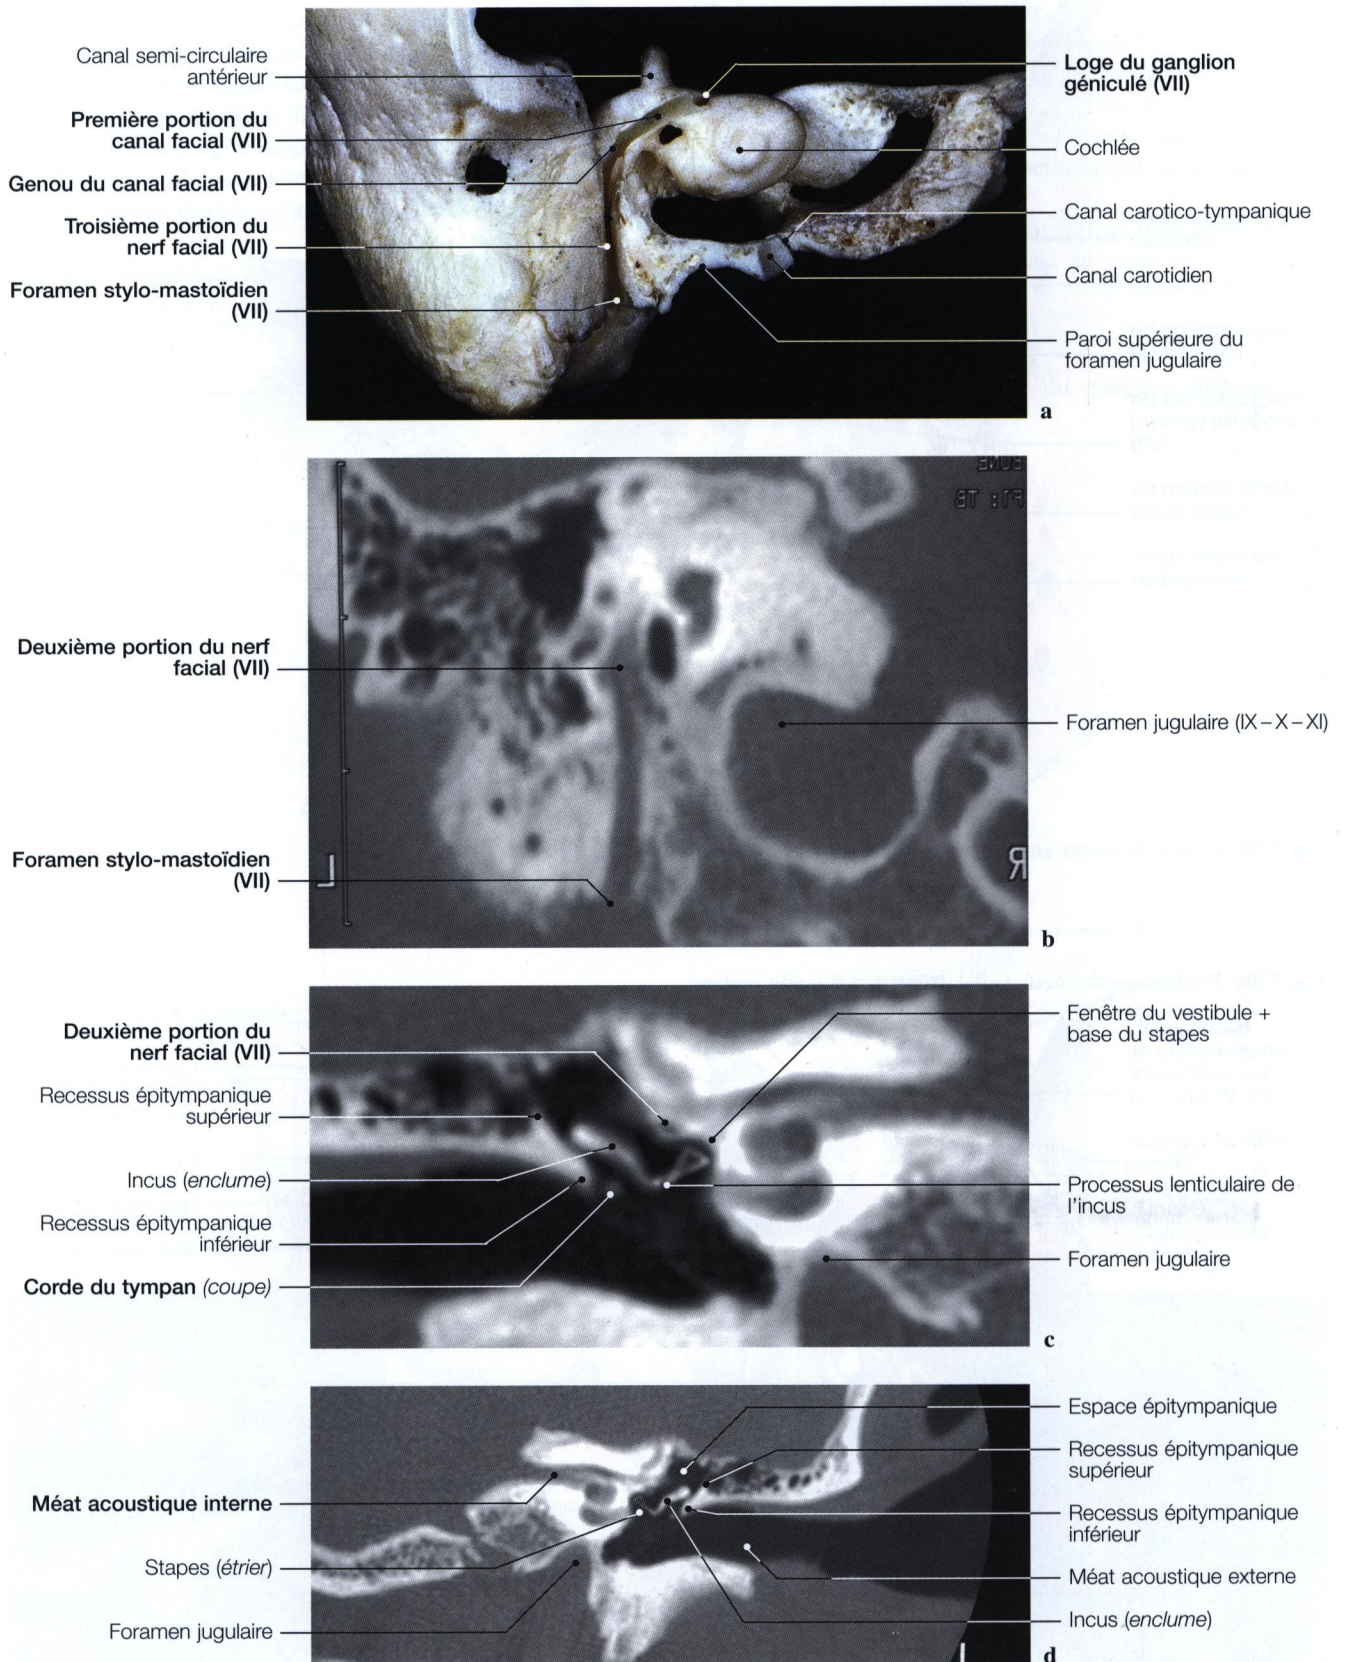 Canal semi-circulaire
antérieur
Première portion du
canal facial (VII)
Genou du canal facial (VII)
Troisième portion du
nerf facial (VII)
Foramen stylo-mastoïdien
(VII)
Loge du ganglion
géniculé (VII)
Cochlée
Canal carotico-tympanique
Canal carotidien
Paroi supérieure du
foramen jugulaire
a
BONE
F1: TB
Deuxième portion du nerf
facial (VII)
Foramen stylo-mastoïdien
(VII)
L
Foramen jugulaire (IX – X – XI)
R
b
Deuxième portion du
nerf facial (VII)
Recessus épitympanique
supérieur
Incus (enclume)
Recessus épitympanique
inférieur
Corde du tympan (coupe)
Fenêtre du vestibule +
base du stapes
Processus lenticulaire de
l'incus
Foramen jugulaire
c
Méat acoustique interne
Stapes (étrier)
Foramen jugulaire
Espace épitympanique
Recessus épitympanique
supérieur
Recessus épitympanique
inférieur
Méat acoustique externe
Incus (enclume)
d